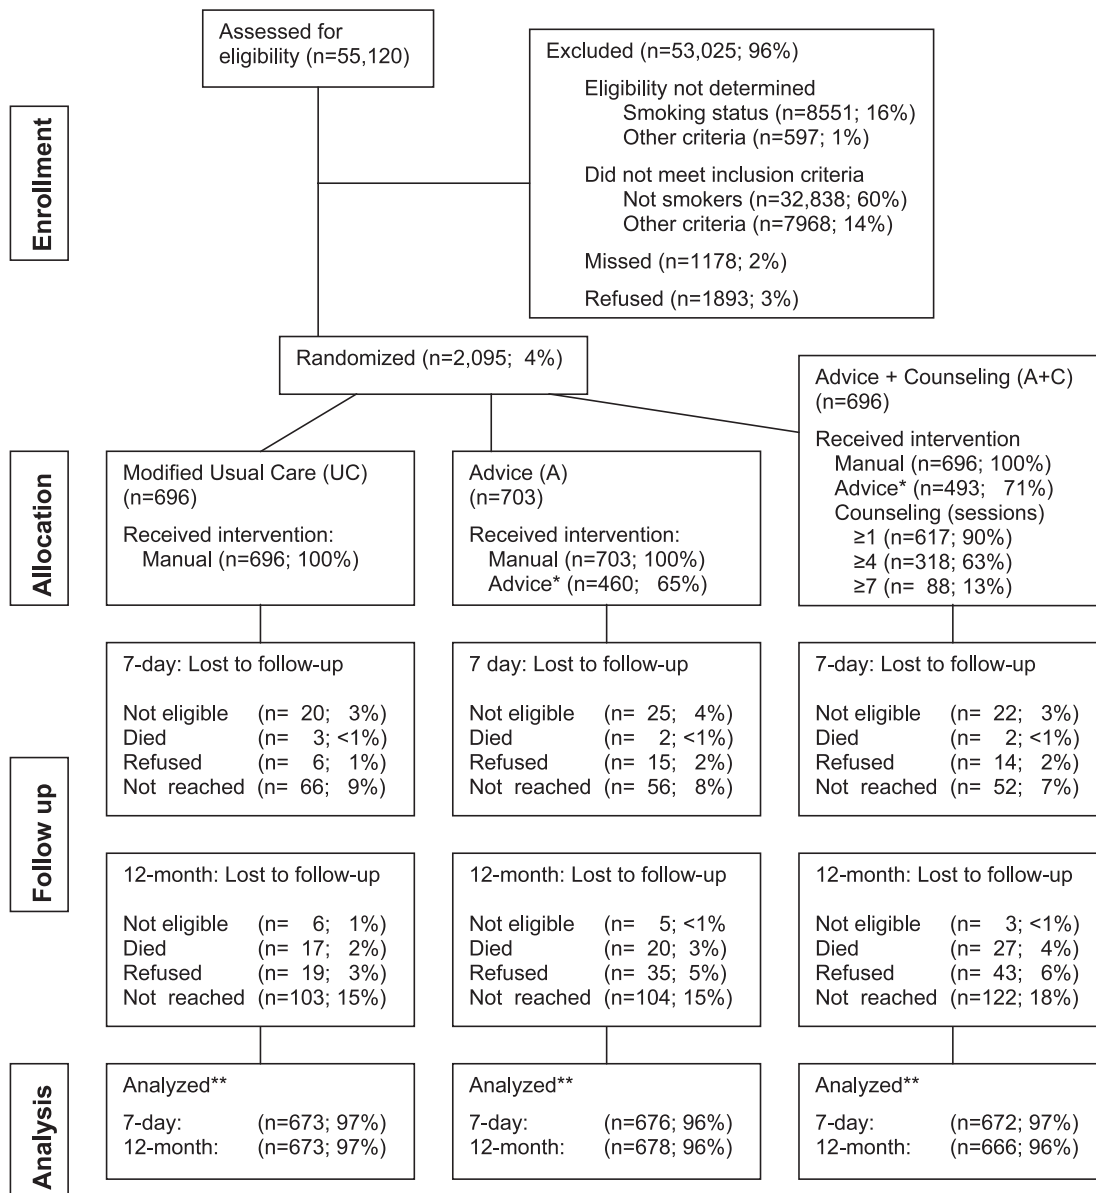 Assessed for
eligibility (n=55,120)
Excluded (n=53,025; 96%)
Eligibility not determined
Smoking status (n=8551; 16%)
Other criteria (n=597; 1%)
Did not meet inclusion criteria
Not smokers (n=32,838; 60%)
Other criteria (n=7968; 14%)
Missed (n=1178; 2%)
Refused (n=1893; 3%)
Enrollment
Randomized (n=2,095; 4%)
Allocation
Modified Usual Care (UC)
(n=696)
Received intervention:
Manual (n=696; 100%)
Advice (A)
(n=703)
Received intervention:
Manual (n=703; 100%)
Advice* (n=460; 65%)
Advice + Counseling (A+C)
(n=696)
Received intervention
Manual (n=696; 100%)
Advice* (n=493; 71%)
Counseling (sessions)
≥1 (n=617; 90%)
≥4 (n=318; 63%)
≥7 (n= 88; 13%)
Follow up
7-day: Lost to follow-up
Not eligible (n= 20; 3%)
Died (n= 3; <1%)
Refused (n= 6; 1%)
Not reached (n= 66; 9%)
7 day: Lost to follow-up
Not eligible (n= 25; 4%)
Died (n= 2; <1%)
Refused (n= 15; 2%)
Not reached (n= 56; 8%)
7-day: Lost to follow-up
Not eligible (n= 22; 3%)
Died (n= 2; <1%)
Refused (n= 14; 2%)
Not reached (n= 52; 7%)
12-month: Lost to follow-up
Not eligible (n= 6; 1%)
Died (n= 17; 2%)
Refused (n= 19; 3%)
Not reached (n=103; 15%)
12-month: Lost to follow-up
Not eligible (n= 5; <1%
Died (n= 20; 3%)
Refused (n= 35; 5%)
Not reached (n=104; 15%)
12-month: Lost to follow-up
Not eligible (n= 3; <1%)
Died (n= 27; 4%)
Refused (n= 43; 6%)
Not reached (n=122; 18%)
Analysis
Analyzed**
7-day: (n=673; 97%)
12-month: (n=673; 97%)
Analyzed**
7-day: (n=676; 96%)
12-month: (n=678; 96%)
Analyzed**
7-day: (n=672; 97%)
12-month: (n=666; 96%)